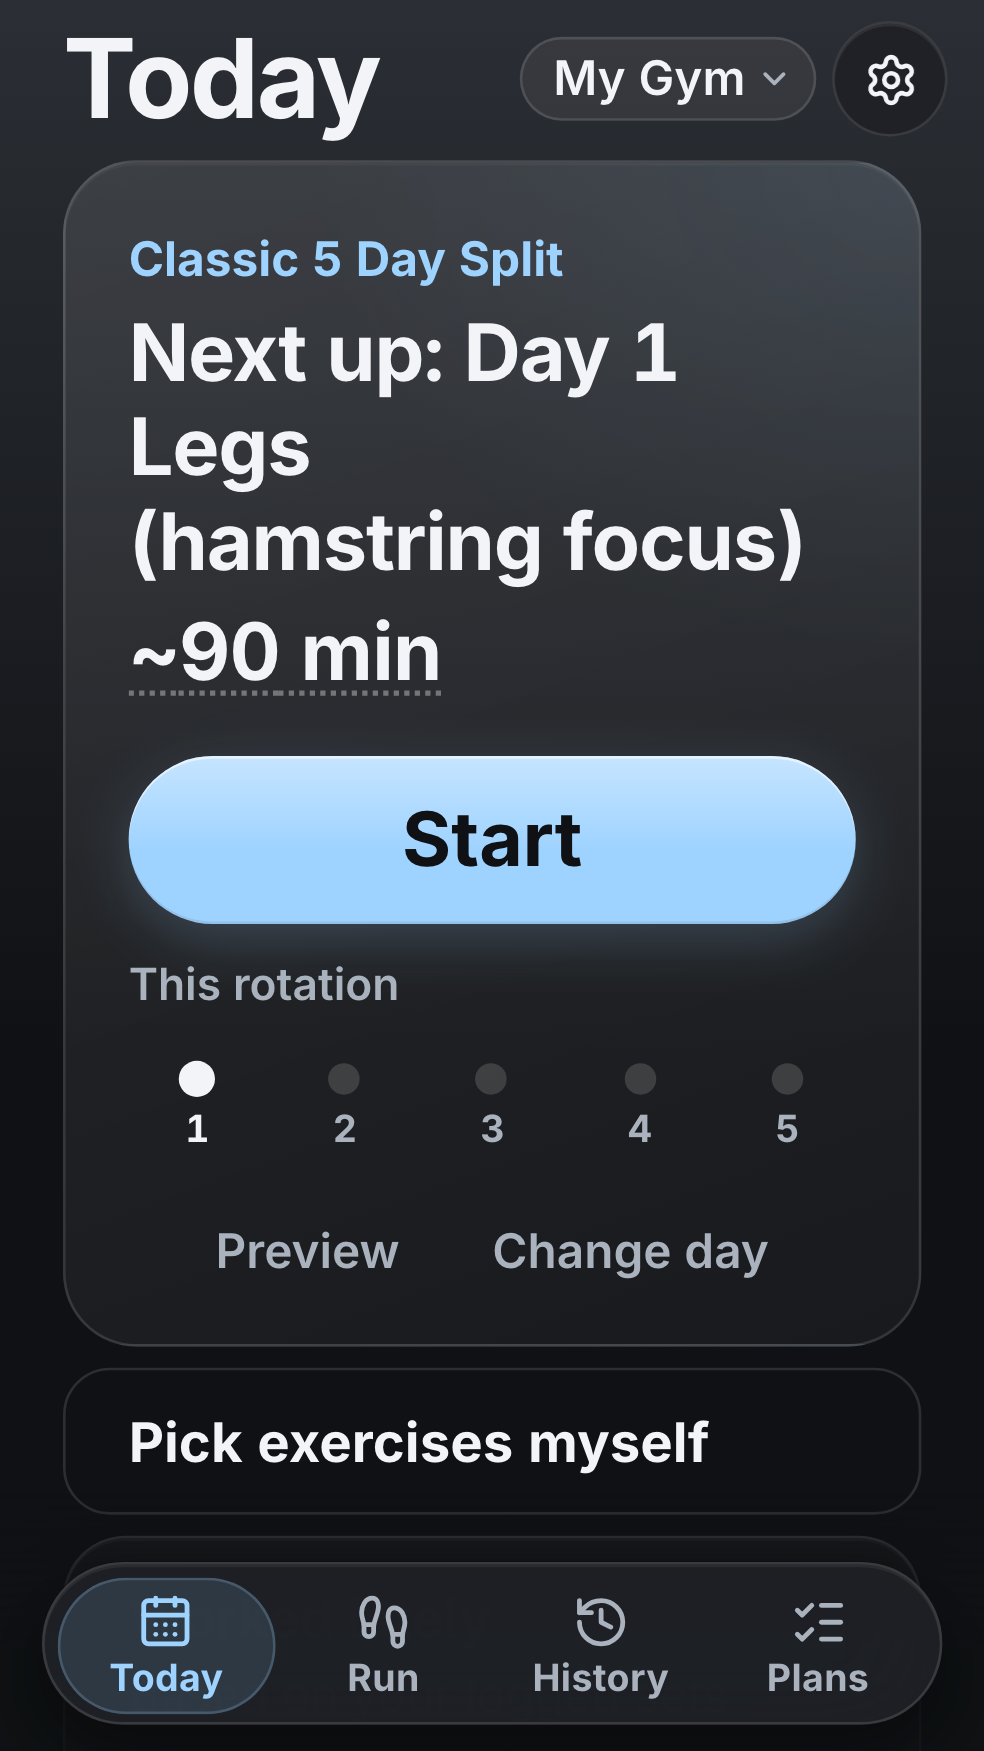 Today
My Gym
Classic 5 Day Split
Next up: Day 1
Legs
(hamstring focus)
~90 min
Start
This rotation
1 2 3 4 5
Preview Change day
Pick exercises myself
Today Run History Plans